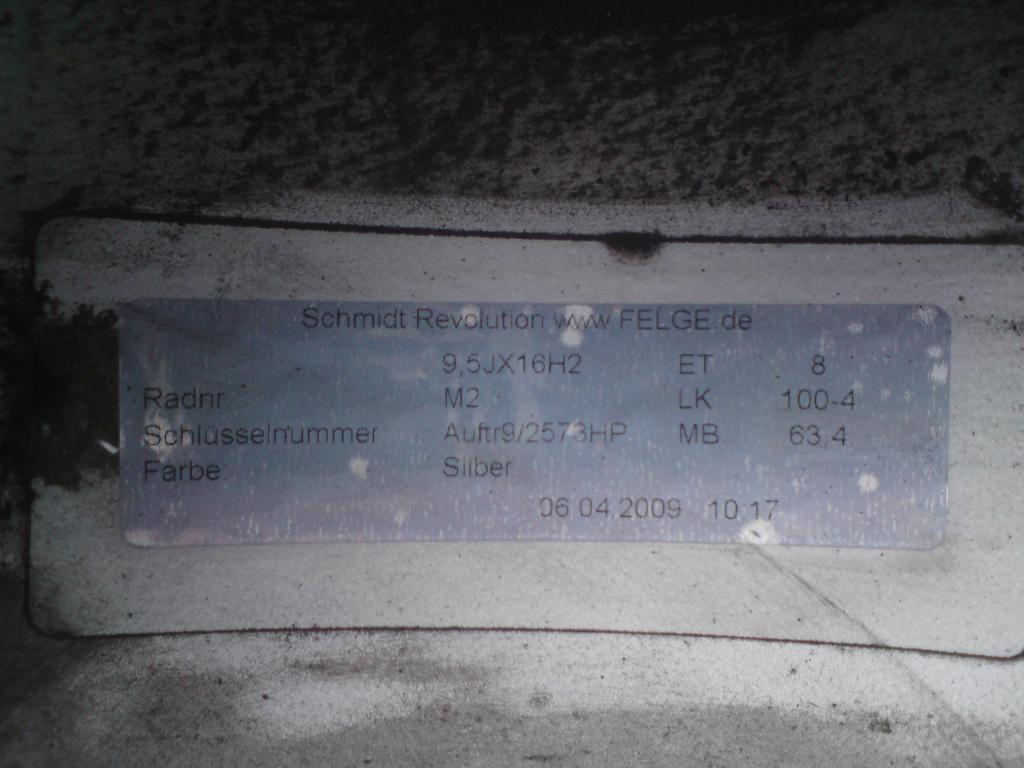 Schmidt Revolution www.FELGE.de
9,5JX16H2 ET 8
Radnr. M2 LK 100-4
Schlüsselnummer Auftr9/2573HP MB 63,4
Farbe: Silber
06.04.2009 10:17